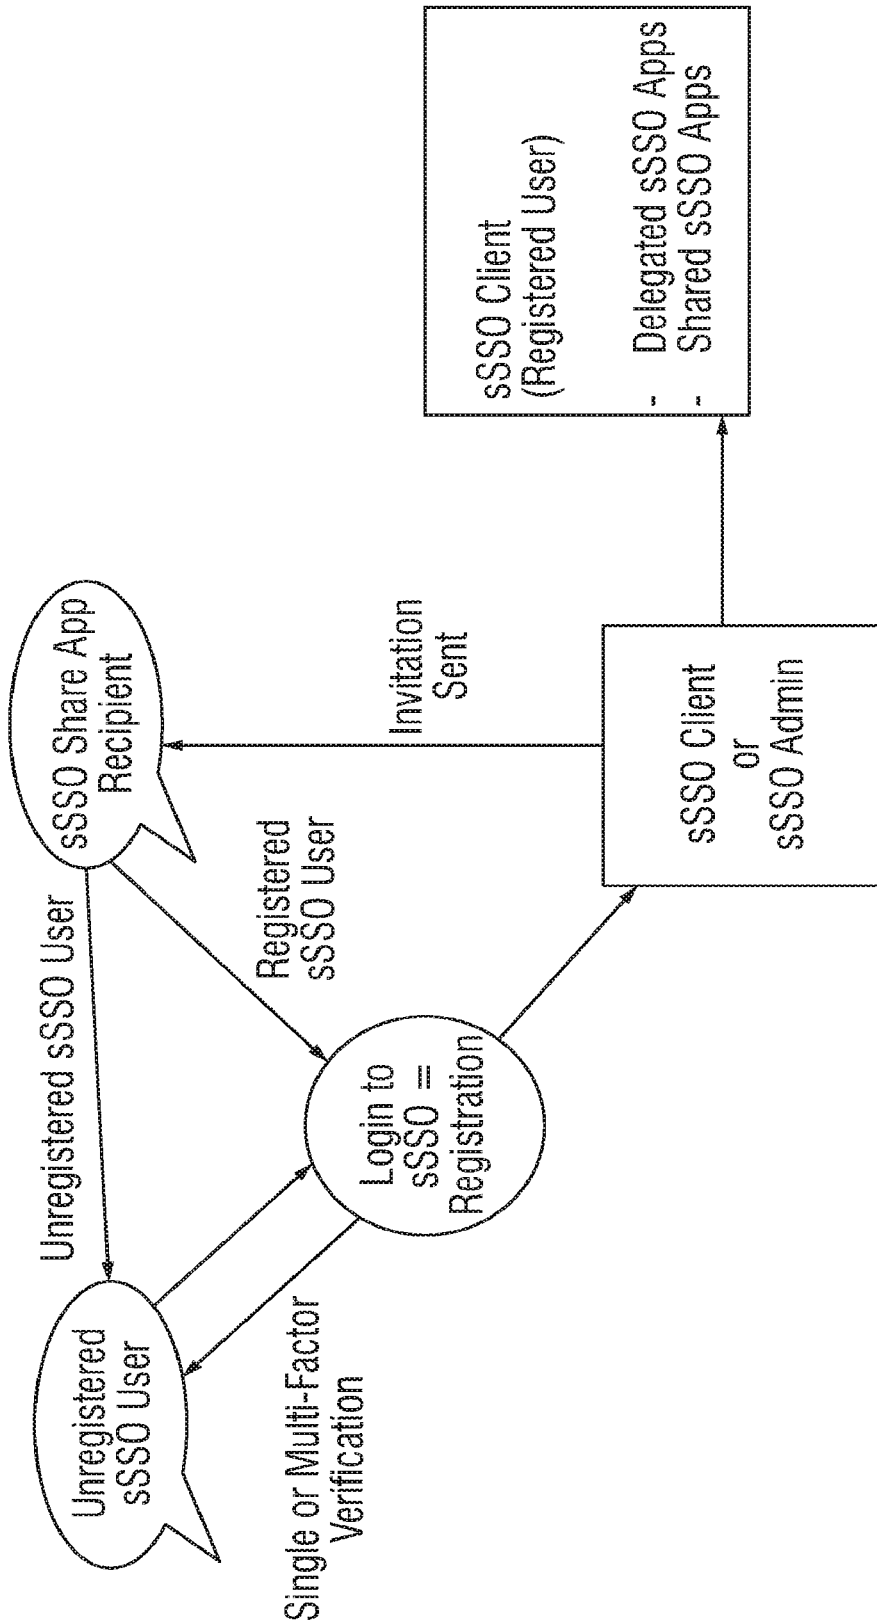 Unregistered
sSSO User
Unregistered sSSO User
sSSO Share App
Recipient
Single or Multi-Factor
Verification
Login to
sSSO =
Registration
Registered
sSSO User
Invitation
Sent
sSSO Client
or
sSSO Admin
sSSO Client
(Registered User)
- Delegated sSSO Apps
- Shared sSSO Apps